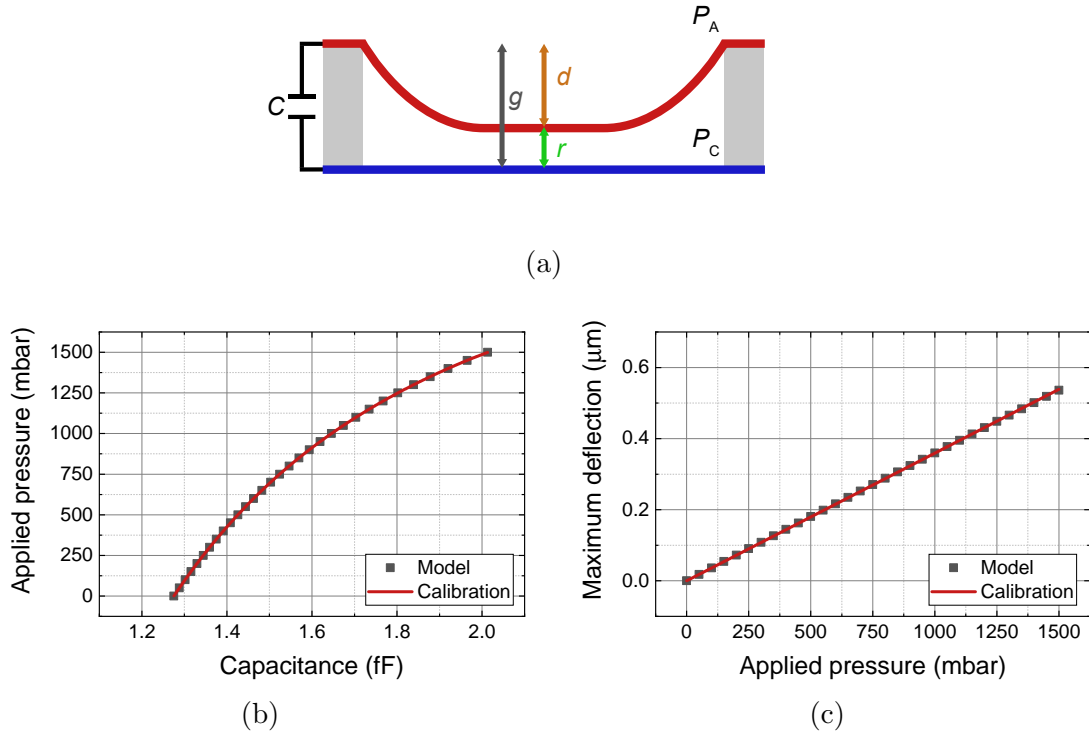 P_A
C
g
d
r
P_C
(a)
Applied pressure (mbar)
1500
1250
1000
750
500
250
0
1.2 1.4 1.6 1.8 2.0
Capacitance (fF)
Model
Calibration
(b)
Maximum deflection (μm)
0.6
0.4
0.2
0.0
0 250 500 750 1000 1250 1500
Applied pressure (mbar)
Model
Calibration
(c)